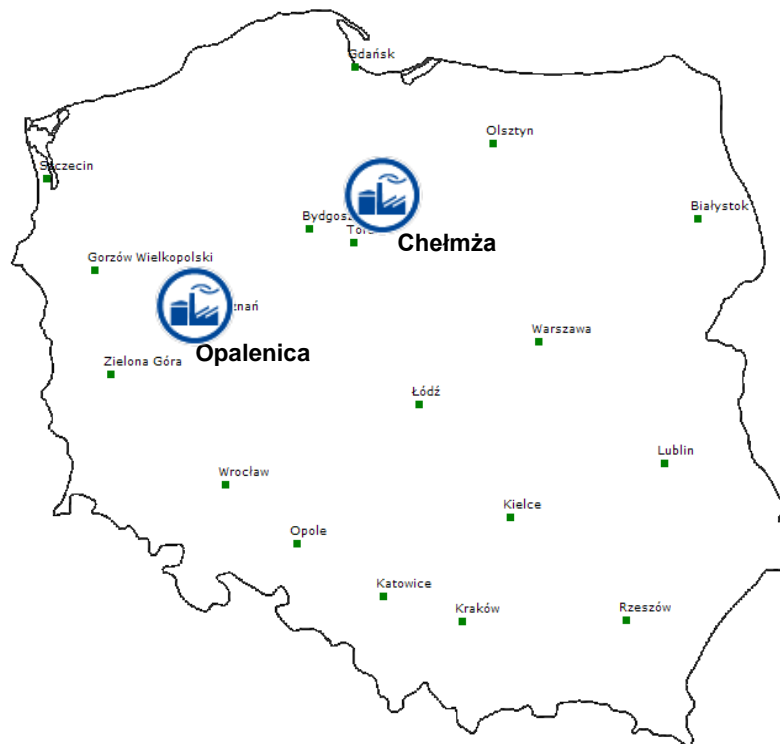 Gdańsk
Olsztyn
Szczecin
Białystok
Chełmża
Gorzów Wielkopolski
Warszawa
Opalenica
Zielona Góra
Łódź
Lublin
Wrocław
Kielce
Opole
Katowice
Kraków
Rzeszów